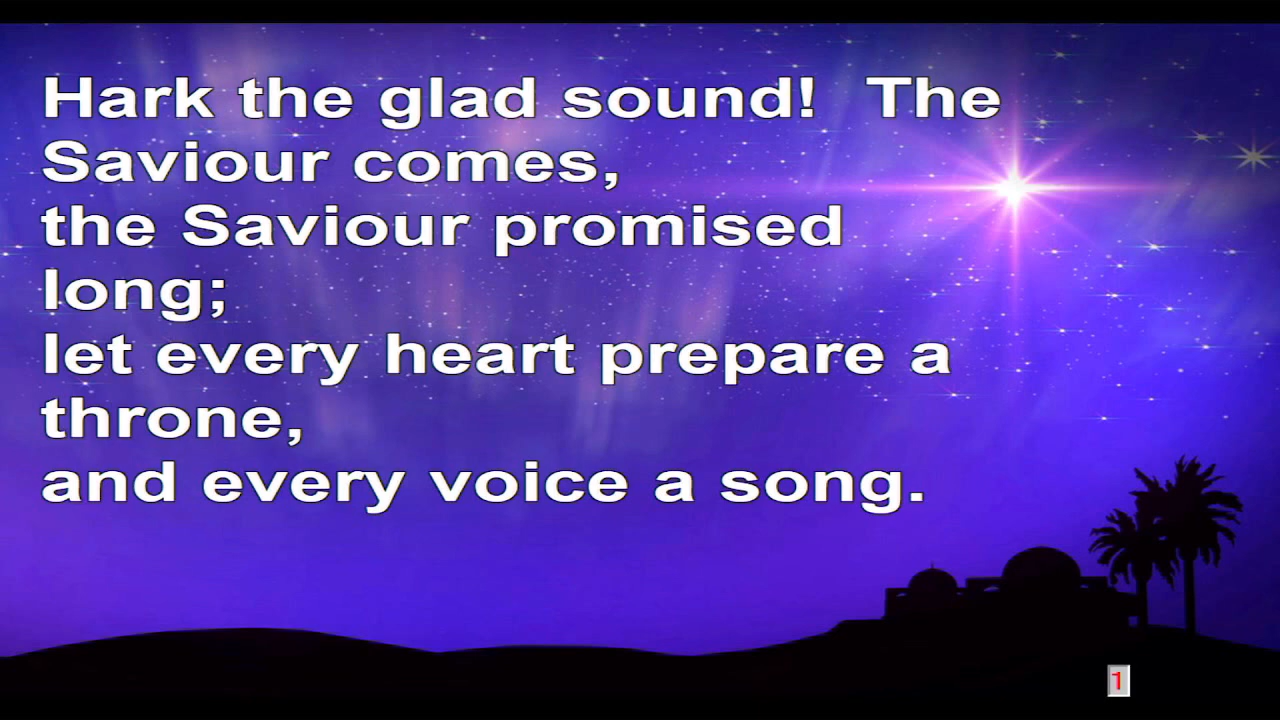 Hark the glad sound!  The
Saviour comes,
the Saviour promised
long;
let every heart prepare a
throne,
and every voice a song.
1